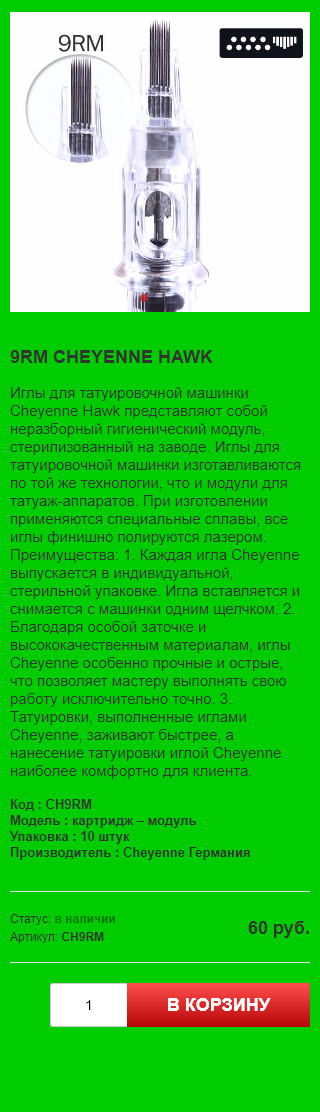 9RM
9RM CHEYENNE HAWK
Иглы для татуировочной машинки
Cheyenne Hawk представляют собой
неразборный гигиенический модуль,
стерилизованный на заводе. Иглы для
татуировочной машинки изготавливаются
по той же технологии, что и модули для
татуаж-аппаратов. При изготовлении
применяются специальные сплавы, все
иглы финишно полируются лазером.
Преимущества: 1. Каждая игла Cheyenne
выпускается в индивидуальной,
стерильной упаковке. Игла вставляется и
снимается с машинки одним щелчком. 2.
Благодаря особой заточке и
высококачественным материалам, иглы
Cheyenne особенно прочные и острые,
что позволяет мастеру выполнять свою
работу исключительно точно. 3.
Татуировки, выполненные иглами
Cheyenne, заживают быстрее, а
нанесение татуировки иглой Cheyenne
наиболее комфортно для клиента.
Код : CH9RM
Модель : картридж – модуль
Упаковка : 10 штук
Производитель : Cheyenne Германия
Статус: в наличии
Артикул: CH9RM
60 руб.
1
В КОРЗИНУ